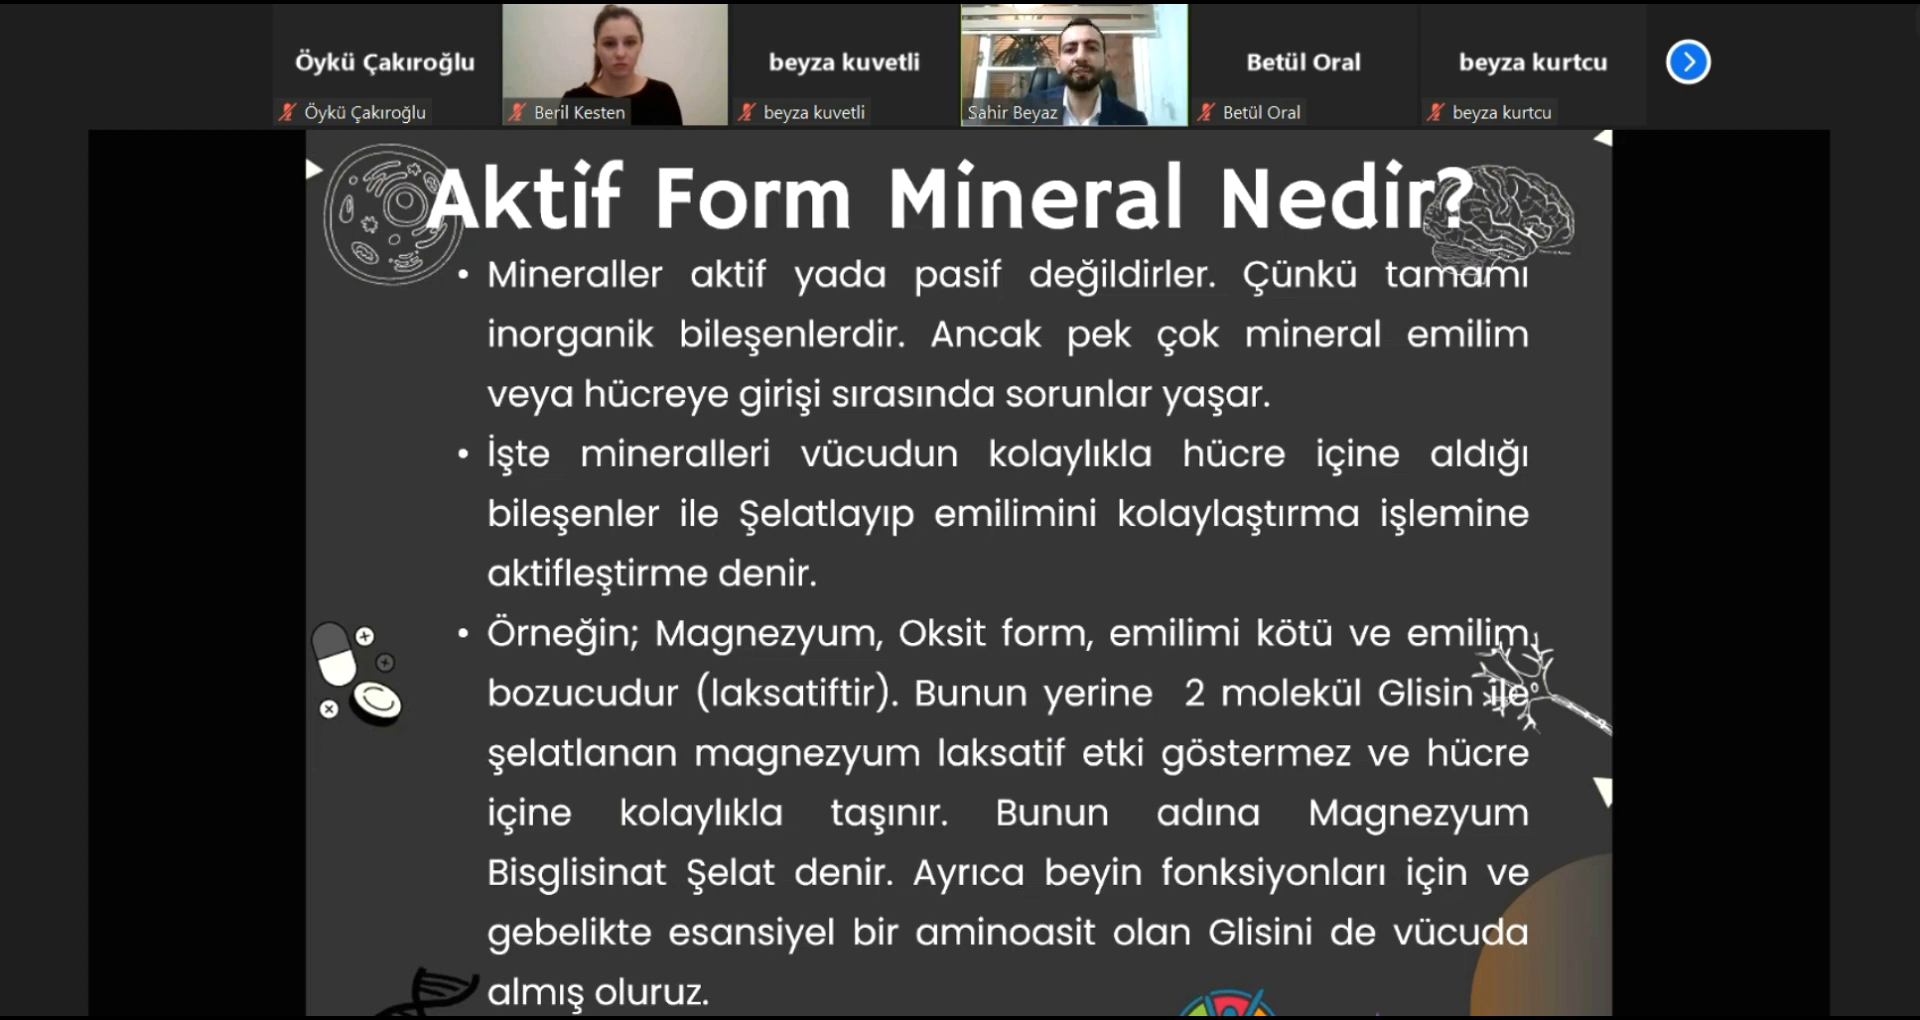 Öykü Çakıroğlu
beyza kuvetli
Betül Oral
beyza kurtcu
Öykü Çakıroğlu
Beril Kesten
beyza kuvetli
Sahir Beyaz
Betül Oral
beyza kurtcu
Aktif Form Mineral Nedir?
• Mineraller aktif yada pasif değildirler. Çünkü tamamı
inorganik bileşenlerdir. Ancak pek çok mineral emilim
veya hücreye girişi sırasında sorunlar yaşar.
• İşte mineralleri vücudun kolaylıkla hücre içine aldığı
bileşenler ile Şelatlayıp emilimini kolaylaştırma işlemine
aktifleştirme denir.
• Örneğin; Magnezyum, Oksit form, emilimi kötü ve emilim
bozucudur (laksatiftir). Bunun yerine 2 molekül Glisin ile
şelatlanan magnezyum laksatif etki göstermez ve hücre
içine kolaylıkla taşınır. Bunun adına Magnezyum
Bisglisinat Şelat denir. Ayrıca beyin fonksiyonları için ve
gebelikte esansiyel bir aminoasit olan Glisini de vücuda
almış oluruz.